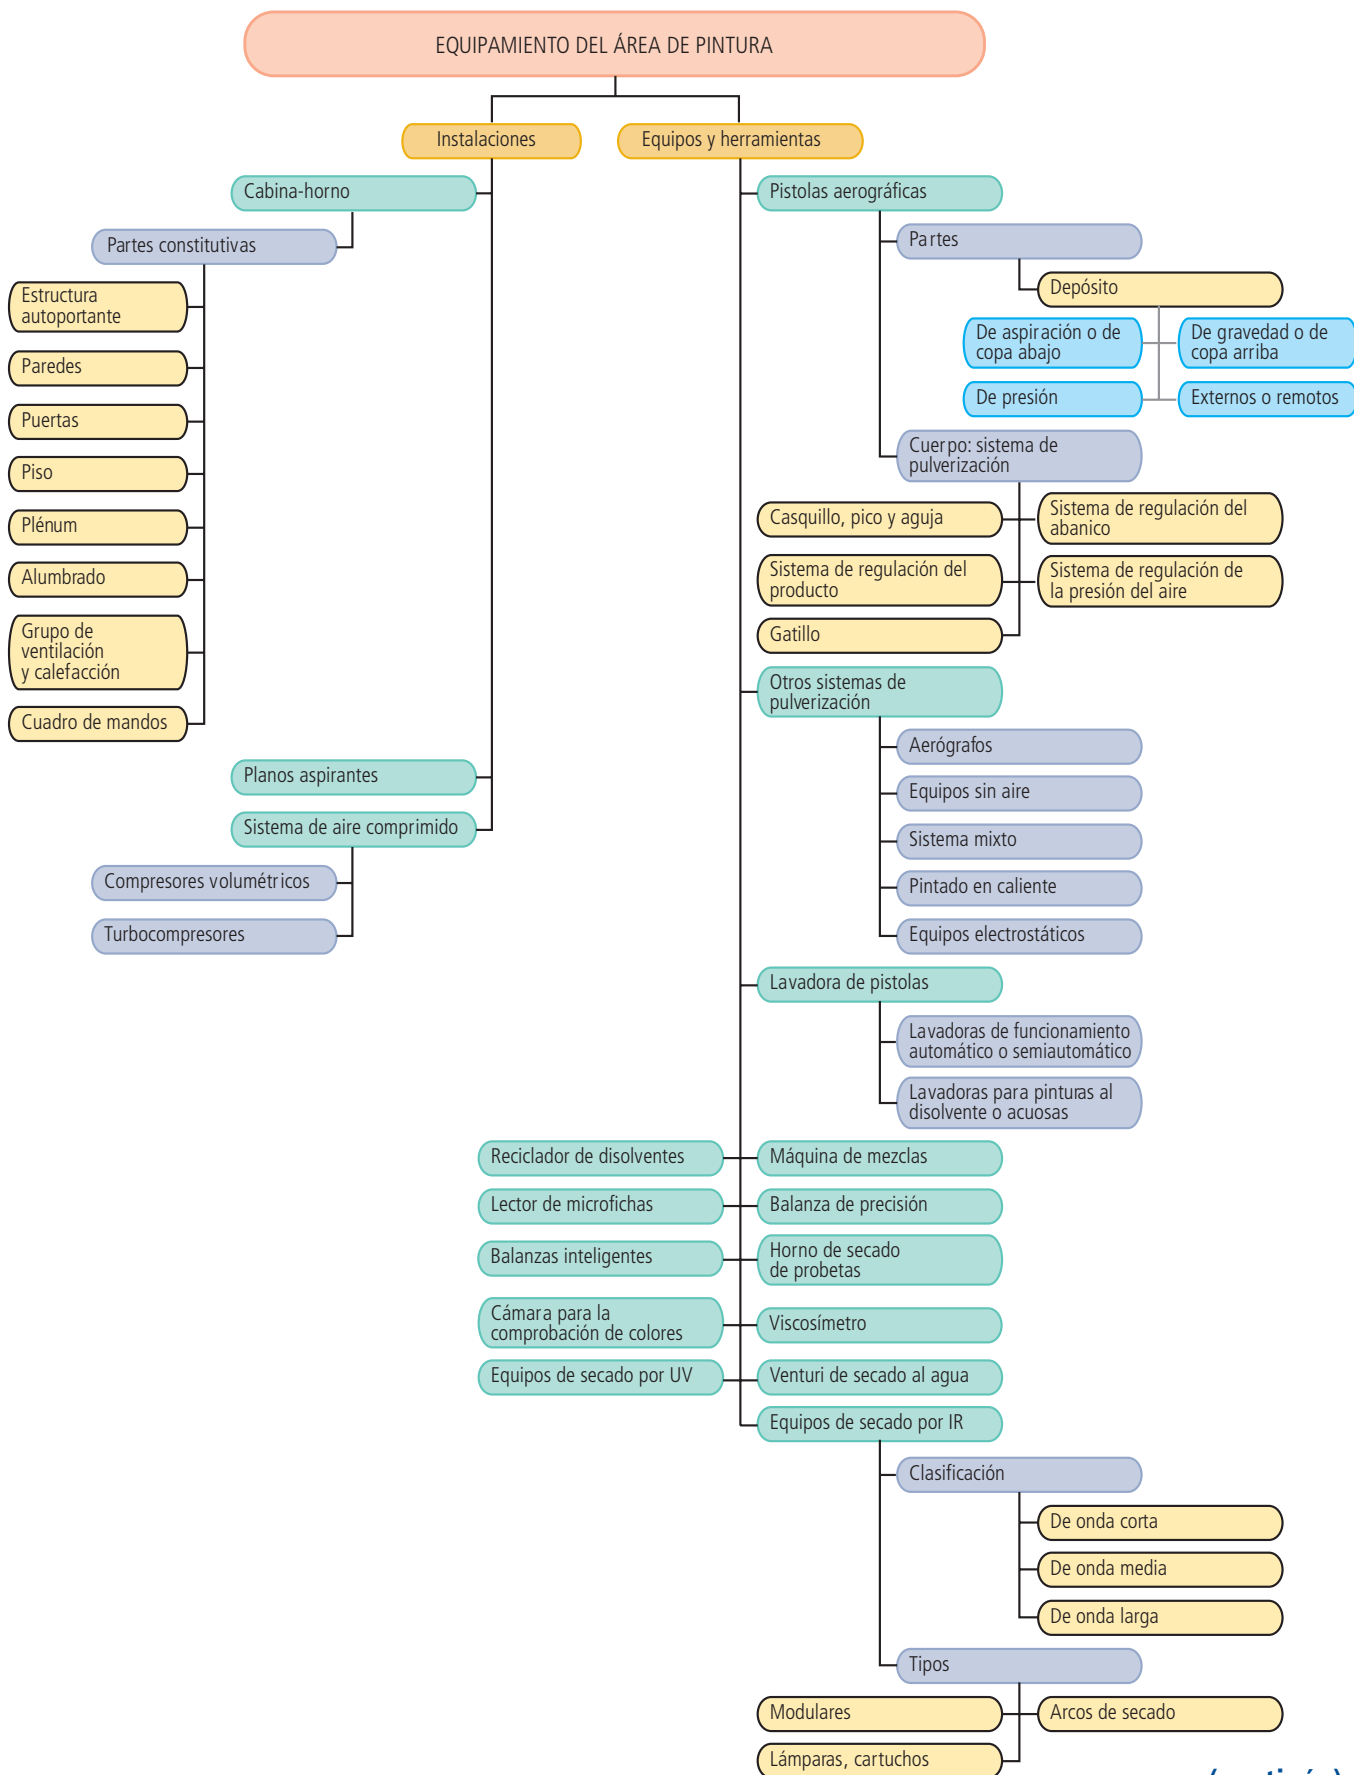 EQUIPAMIENTO DEL ÁREA DE PINTURA
Instalaciones
Equipos y herramientas
Cabina-horno
Partes constitutivas
Estructura
autoportante
Paredes
Puertas
Piso
Plénum
Alumbrado
Grupo de
ventilación
y calefacción
Cuadro de mandos
Planos aspirantes
Sistema de aire comprimido
Compresores volumétricos
Turbocompresores
Pistolas aerográficas
Partes
Depósito
De aspiración o de
copa abajo
De gravedad o de
copa arriba
De presión
Externos o remotos
Cuerpo: sistema de
pulverización
Casquillo, pico y aguja
Sistema de regulación del
abanico
Sistema de regulación del
producto
Sistema de regulación de
la presión del aire
Gatillo
Otros sistemas de
pulverización
Aerógrafos
Equipos sin aire
Sistema mixto
Pintado en caliente
Equipos electrostáticos
Lavadora de pistolas
Lavadoras de funcionamiento
automático o semiautomático
Lavadoras para pinturas al
disolvente o acuosas
Reciclador de disolventes
Máquina de mezclas
Lector de microfichas
Balanza de precisión
Balanzas inteligentes
Horno de secado
de probetas
Cámara para la
comprobación de colores
Viscosímetro
Equipos de secado por UV
Venturi de secado al agua
Equipos de secado por IR
Clasificación
De onda corta
De onda media
De onda larga
Tipos
Modulares
Arcos de secado
Lámparas, cartuchos